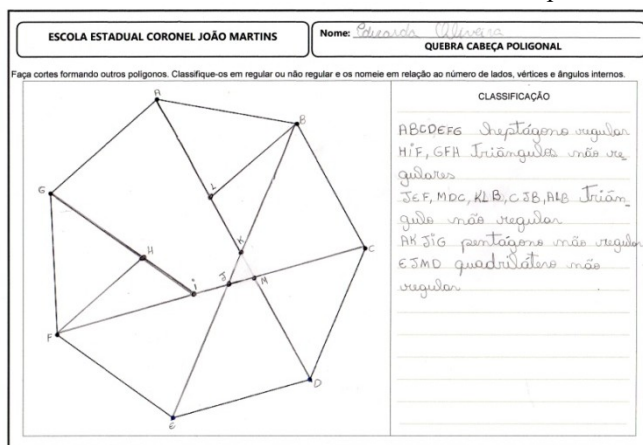 ESCOLA ESTADUAL CORONEL JOÃO MARTINS
Nome: Eduarda Oliveira
QUEBRA CABEÇA POLIGONAL
Faça cortes formando outros polígonos. Classifique-os em regular ou não regular e os nomeie em relação ao número de lados, vértices e ângulos internos.
CLASSIFICAÇÃO
ABCDEFG heptágono regular
HiF, GFH Triângulos não re
gulares
JEF, MDC, KLB, CJB, ALB Triân-
gulo não regular
AKJiG pentágono não regular
EJMD quadrilátero não
regular
A
B
G
L
K
C
H
J
M
i
F
D
E